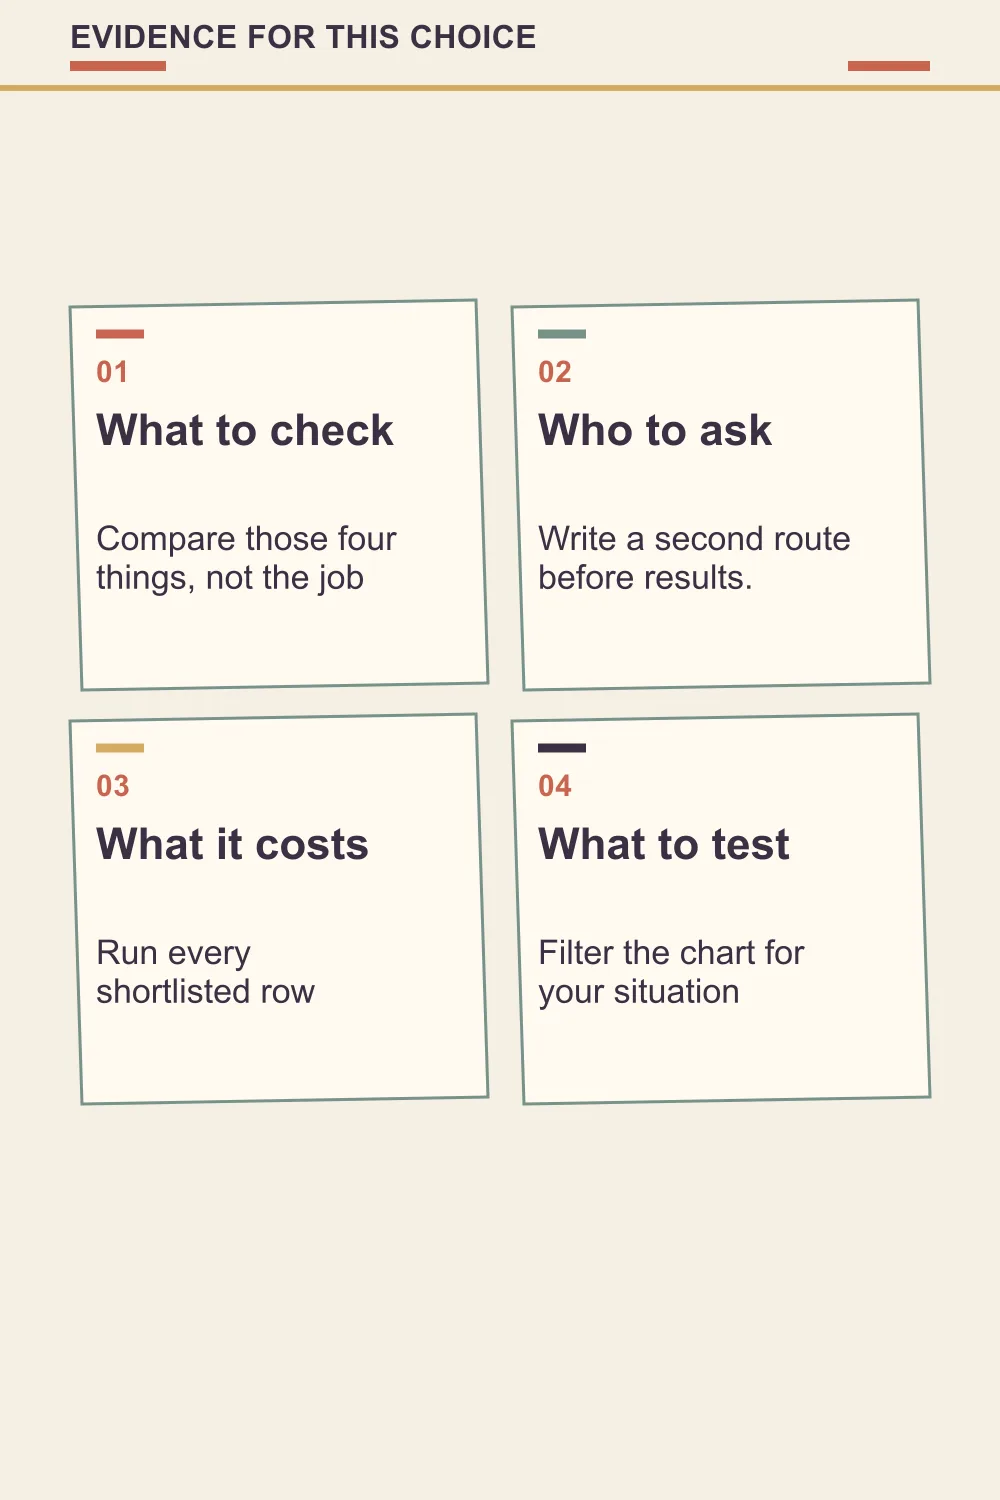 EVIDENCE FOR THIS CHOICE
01
What to check
Compare those four
things, not the job
02
Who to ask
Write a second route
before results.
03
What it costs
Run every
shortlisted row
04
What to test
Filter the chart for
your situation